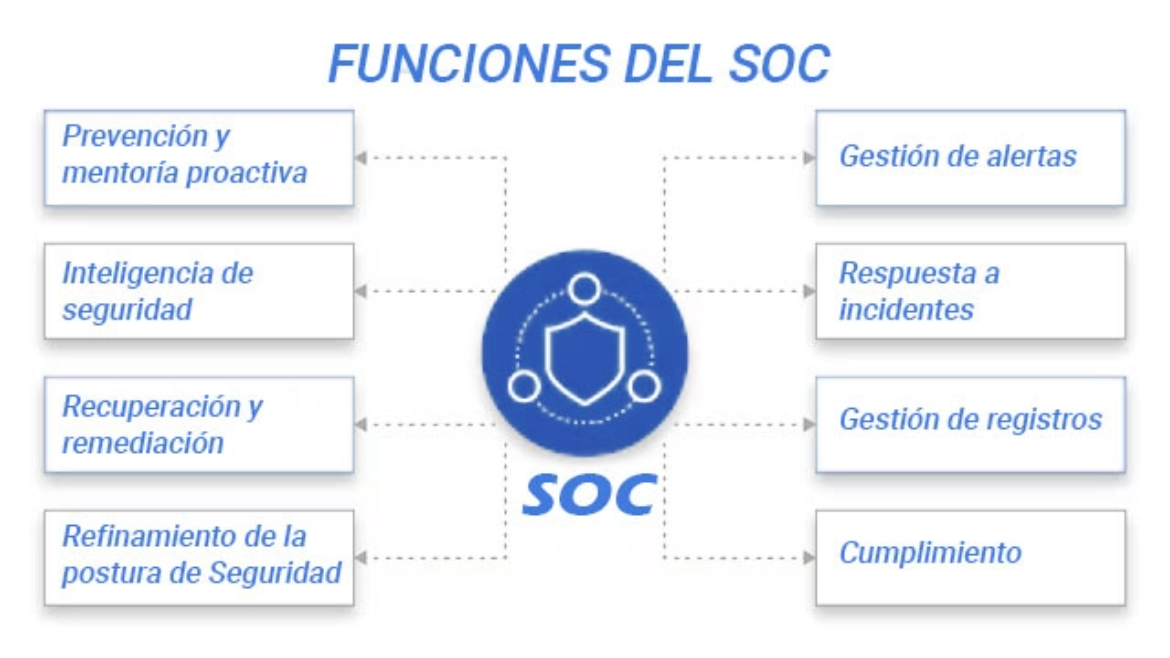 FUNCIONES DEL SOC
Prevención y
mentoría proactiva
Inteligencia de
seguridad
Recuperación y
remediación
Refinamiento de la
postura de Seguridad
SOC
Gestión de alertas
Respuesta a
incidentes
Gestión de registros
Cumplimiento